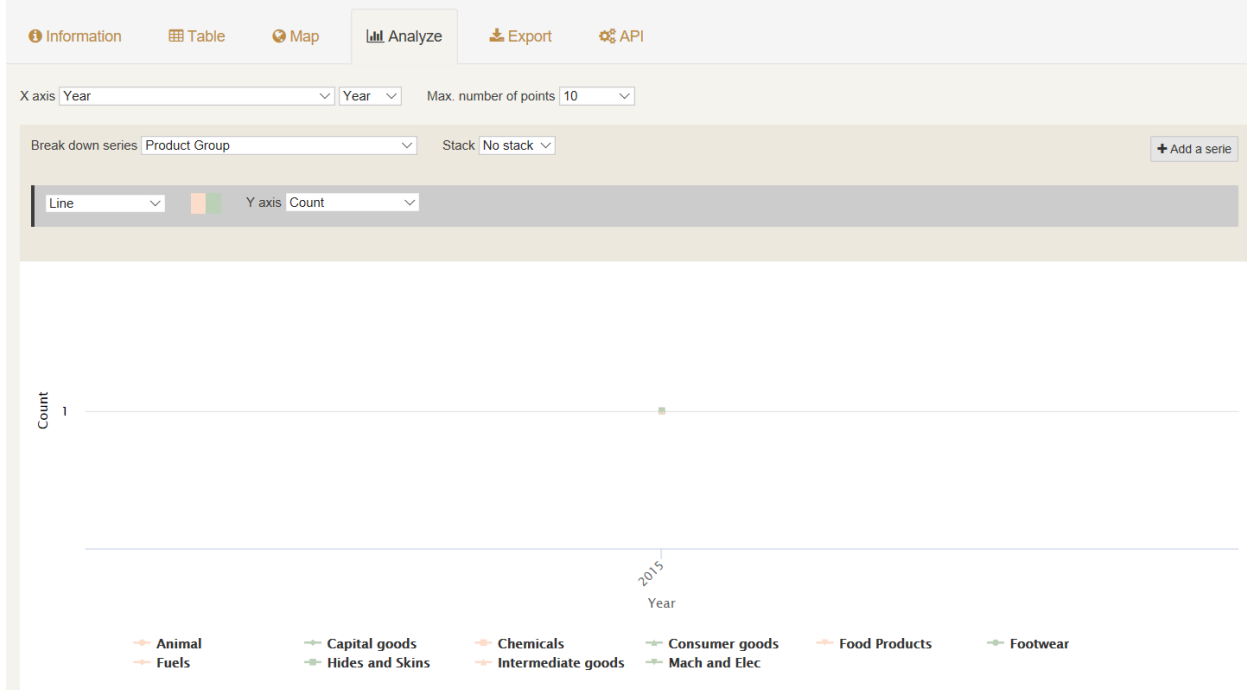 Information Table Map Analyze Export API
X axis Year Year Max. number of points 10
Break down series Product Group Stack No stack + Add a serie
Line Y axis Count
Count
1
2015
Year
Animal Capital goods Chemicals Consumer goods Food Products Footwear
Fuels Hides and Skins Intermediate goods Mach and Elec